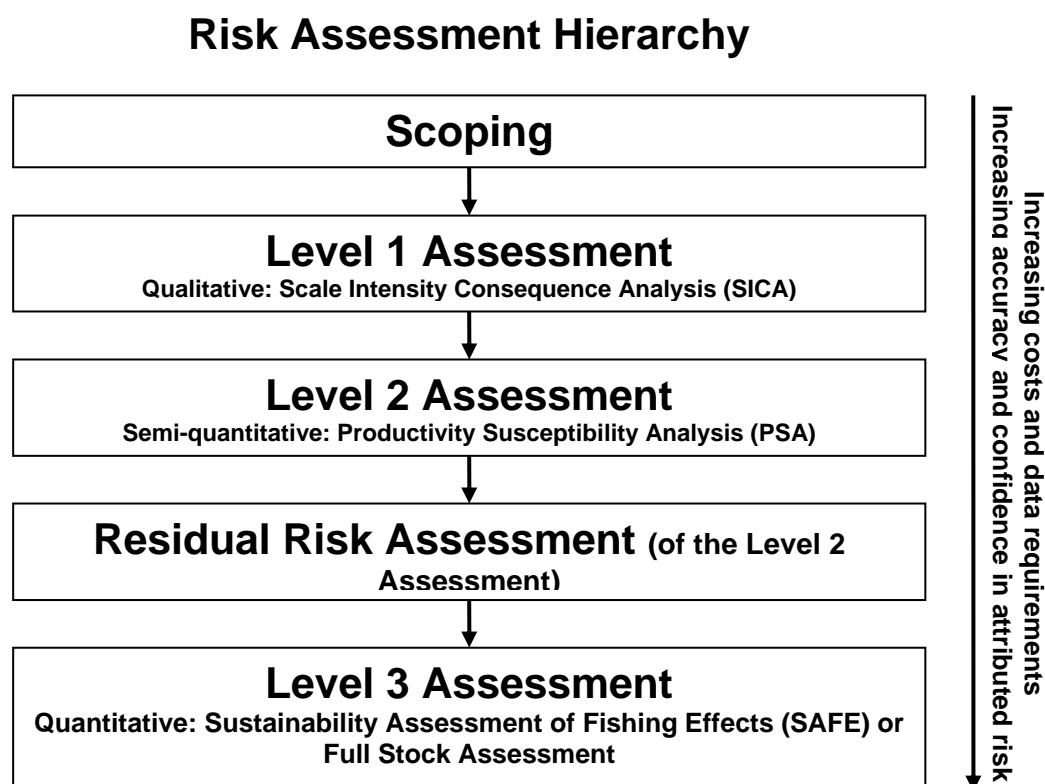 Risk Assessment Hierarchy
Scoping
Level 1 Assessment
Qualitative: Scale Intensity Consequence Analysis (SICA)
Level 2 Assessment
Semi-quantitative: Productivity Susceptibility Analysis (PSA)
Residual Risk Assessment (of the Level 2
Assessment)
Level 3 Assessment
Quantitative: Sustainability Assessment of Fishing Effects (SAFE) or
Full Stock Assessment
Increasing costs and data requirements
Increasing accuracy and confidence in attributed risk